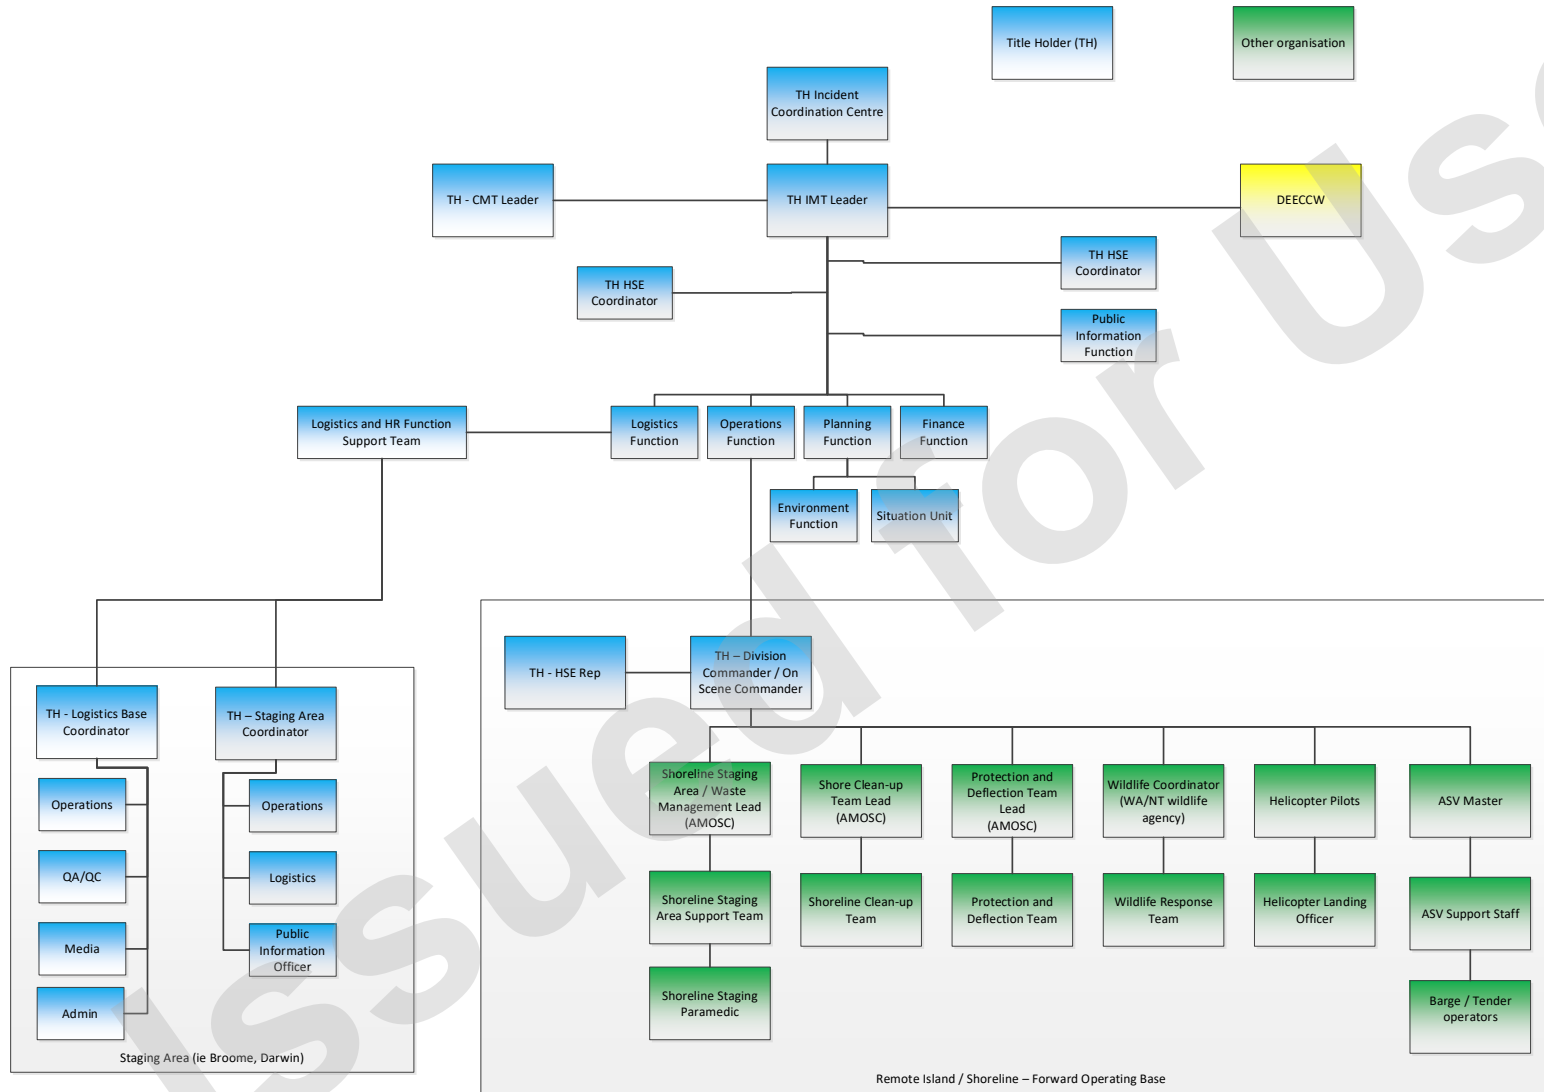 Title Holder (TH)
Other organisation
TH Incident
Coordination Centre
TH - CMT Leader
TH IMT Leader
DEECCW
TH HSE
Coordinator
TH HSE
Coordinator
Public
Information
Function
Logistics and HR Function
Support Team
Logistics
Function
Operations
Function
Planning
Function
Finance
Function
Environment
Function
Situation Unit
TH - HSE Rep
TH – Division
Commander / On
Scene Commander
TH - Logistics Base
Coordinator
TH – Staging Area
Coordinator
Operations
QA/QC
Media
Admin
Operations
Logistics
Public
Information
Officer
Staging Area (ie Broome, Darwin)
Shoreline Staging
Area / Waste
Management Lead
(AMOSC)
Shore Clean-up
Team Lead
(AMOSC)
Protection and
Deflection Team
Lead
(AMOSC)
Wildlife Coordinator
(WA/NT wildlife
agency)
Helicopter Pilots
ASV Master
Shoreline Staging
Area Support Team
Shoreline Clean-up
Team
Protection and
Deflection Team
Wildlife Response
Team
Helicopter Landing
Officer
ASV Support Staff
Shoreline Staging
Paramedic
Barge / Tender
operators
Remote Island / Shoreline – Forward Operating Base
Issued for Use